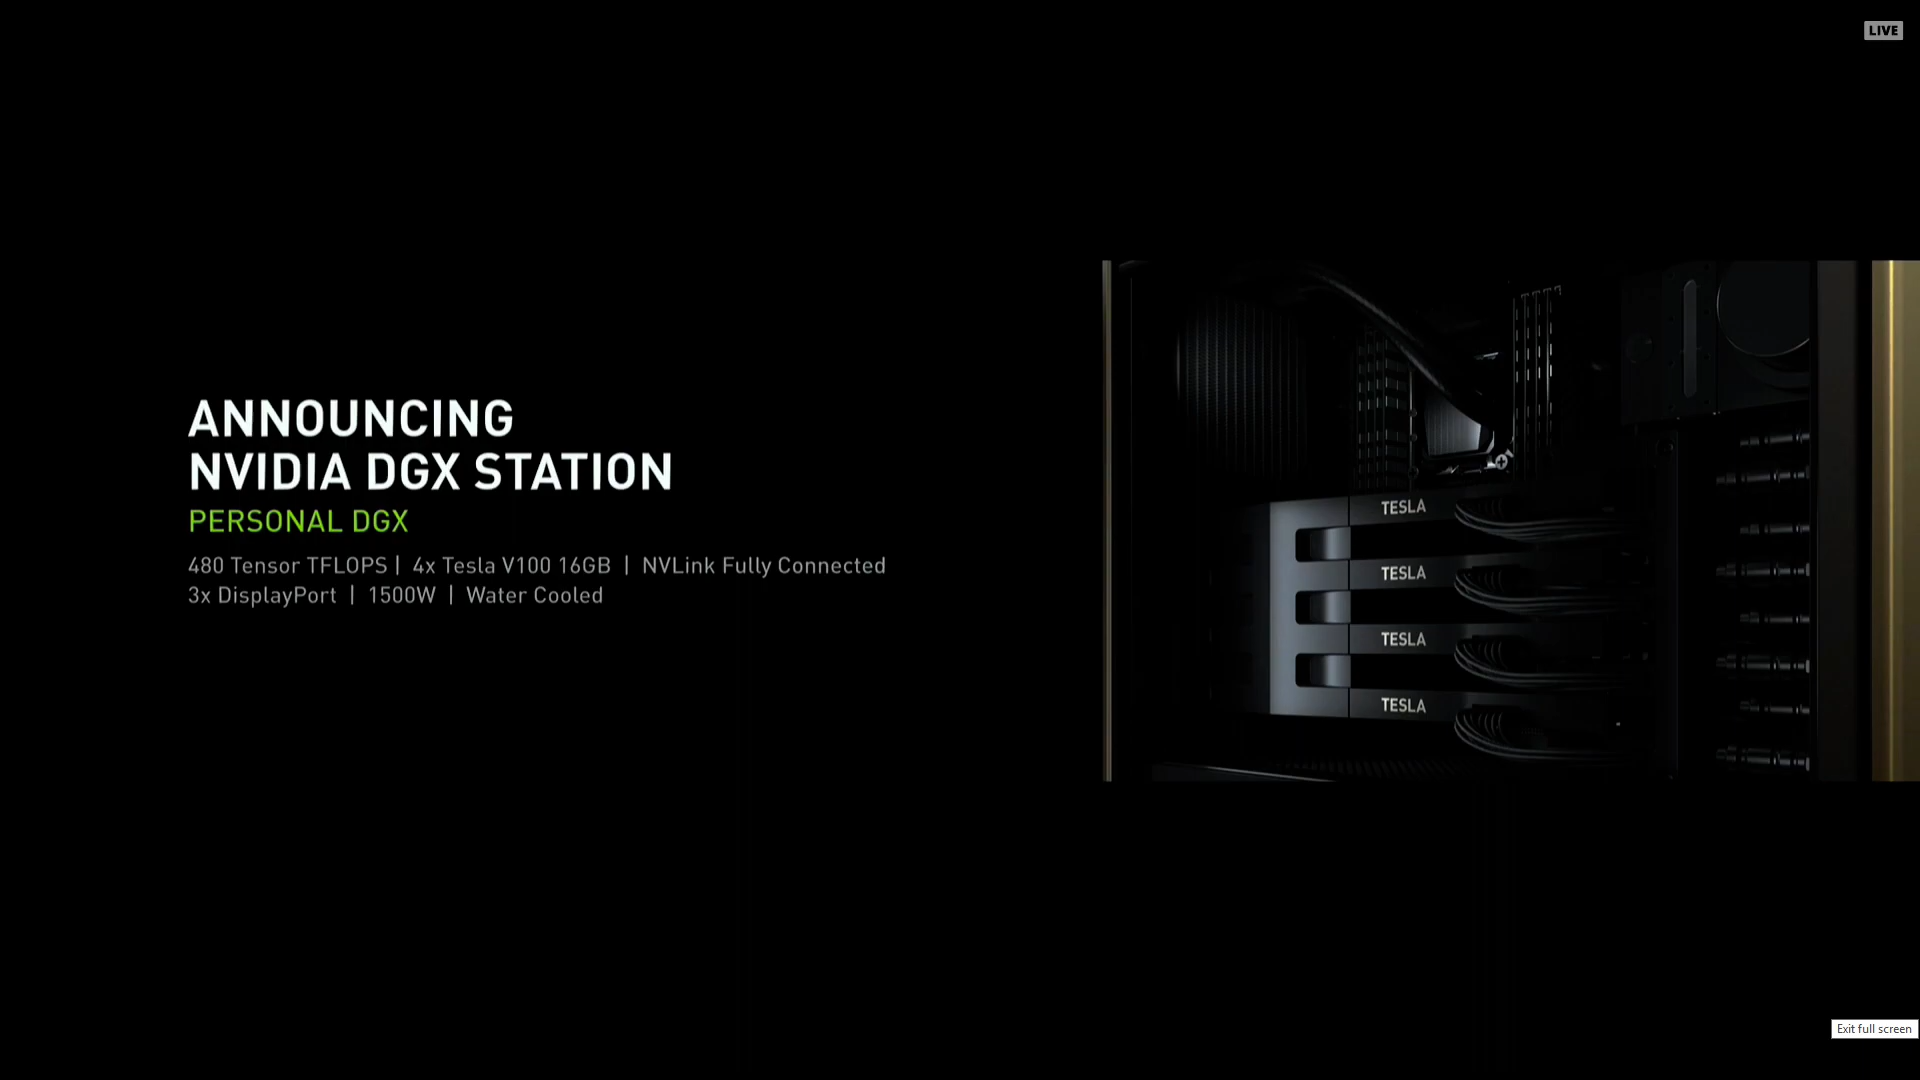 LIVE
ANNOUNCING
NVIDIA DGX STATION
PERSONAL DGX
480 Tensor TFLOPS | 4x Tesla V100 16GB | NVLink Fully Connected
3x DisplayPort | 1500W | Water Cooled
TESLA
TESLA
TESLA
TESLA
Exit full screen